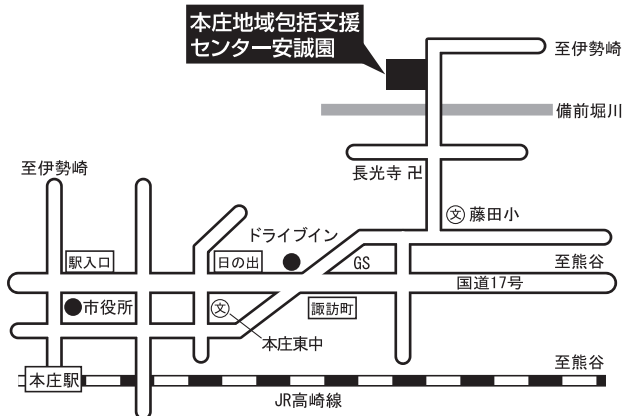 本庄地域包括支援
センター安誠園
至伊勢崎
備前堀川
長光寺 卍
至伊勢崎
文 藤田小
ドライブイン
駅入口
日の出
GS
至熊谷
国道17号
市役所
文
諏訪町
本庄東中
至熊谷
本庄駅
JR高崎線